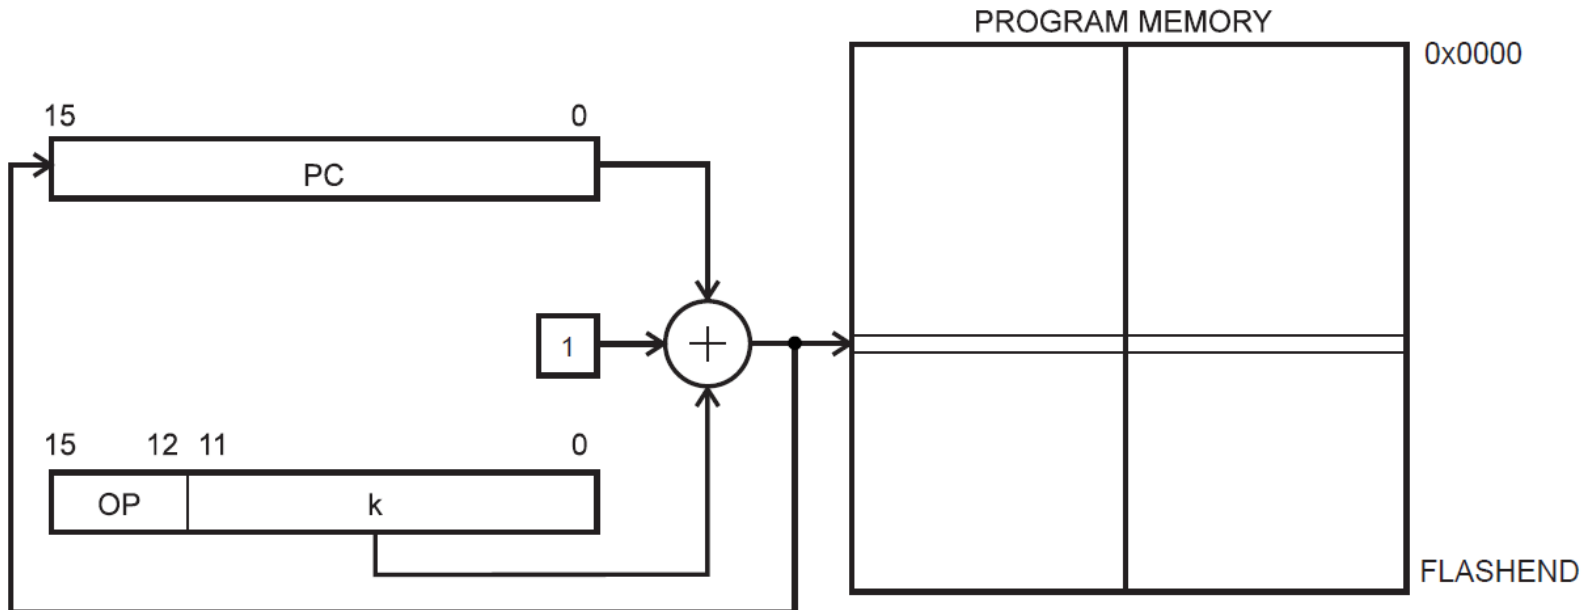 PROGRAM MEMORY
0x0000
15 0
PC
1
15 12 11 0
OP k
FLASHEND